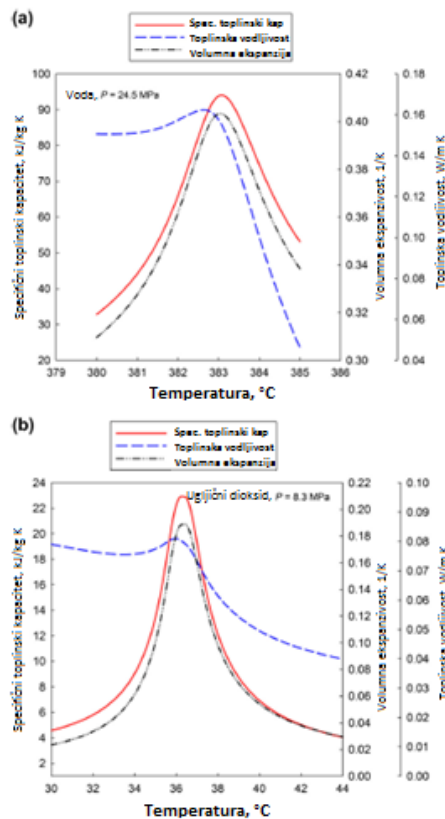 (a)
Spec. toplinski kap
Toplinska vodljivost
Volumna ekspanzija
Voda, P = 24.5 MPa
Specifični toplinski kapacitet, kJ/kg K
100
90
80
70
60
50
40
30
20
0.42
0.40
0.38
0.36
0.34
0.32
0.30
Volumna ekspanzivost, 1/K
0.18
0.16
0.14
0.12
0.10
0.08
0.06
0.04
Toplinska vodljivost, W/m K
379 380 381 382 383 384 385 386
Temperatura, °C
(b)
Spec. toplinski kap
Toplinska vodljivost
Volumna ekspanzija
Ugljični dioksid, P = 8.3 MPa
Specifični toplinski kapacitet, kJ/kg K
24
22
20
18
16
14
12
10
8
6
4
2
0.22
0.20
0.18
0.16
0.14
0.12
0.10
0.08
0.06
0.04
0.02
0.00
Volumna ekspanzivost, 1/K
0.10
0.09
0.08
0.07
0.06
0.05
0.04
0.03
0.02
0.01
0.00
Toplinska vodljivost, W/m K
30 32 34 36 38 40 42 44
Temperatura, °C